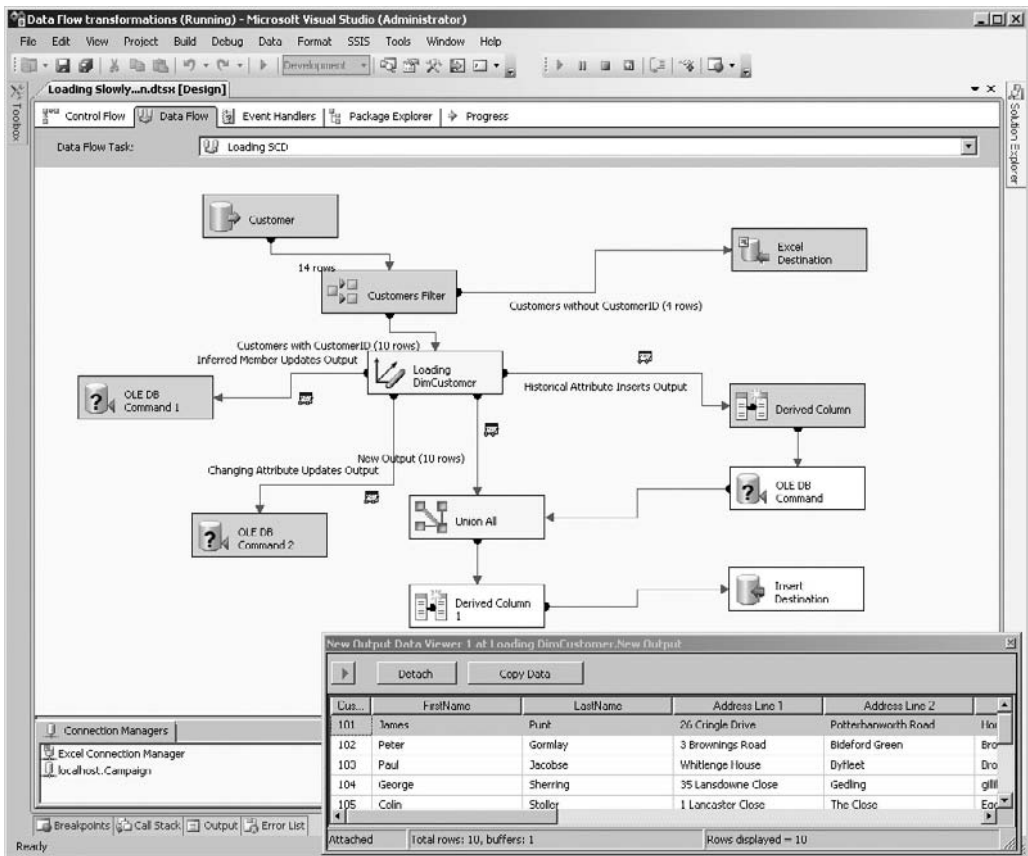 Data Flow transformations (Running) - Microsoft Visual Studio (Administrator)
File Edit View Project Build Debug Data Format SSIS Tools Window Help
Development
Loading Slowly...n.dtsx [Design]
Toolbox
Solution Explorer
Control Flow Data Flow Event Handlers Package Explorer Progress
Data Flow Task: Loading SCD
Customer
14 rows
Excel
Destination
Customers Filter
Customers without CustomerID (4 rows)
Customers with CustomerID (10 rows)
Inferred Member Updates Output
Loading
DimCustomer
Historical Attribute Inserts Output
OLE DB
Command 1
Derived Column
New Output (10 rows)
Changing Attribute Updates Output
OLE DB
Command
Union All
OLE DB
Command 2
Derived Column
1
Insert
Destination
New Output Data Viewer 1 at Loading DimCustomer.New Output
Detach Copy Data
Cus... FirstName LastName Address Line 1 Address Line 2
101 James Punt 26 Cringle Drive Potterhanworth Road
102 Peter Gormlay 3 Brownings Road Bideford Green Bro
103 Paul Jacobse Whitlenge House Byfleet
104 George Sherring 35 Lansdowne Close Gedling
105 Colin Stoller 1 Lancaster Close The Close
Attached Total rows: 10, buffers: 1 Rows displayed = 10
Connection Managers
Excel Connection Manager
localhost.Campaign
Breakpoints Call Stack Output Error List
Ready